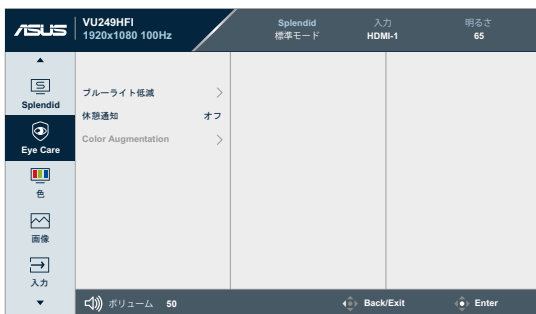 ASUS
VU249HFI
1920x1080 100Hz
Splendid
標準モード
入力
HDMI-1
明るさ
65
Splendid
Eye Care
色
画像
入力
ブルーライト低減
休憩通知 オフ
Color Augmentation
ボリューム 50
Back/Exit
Enter